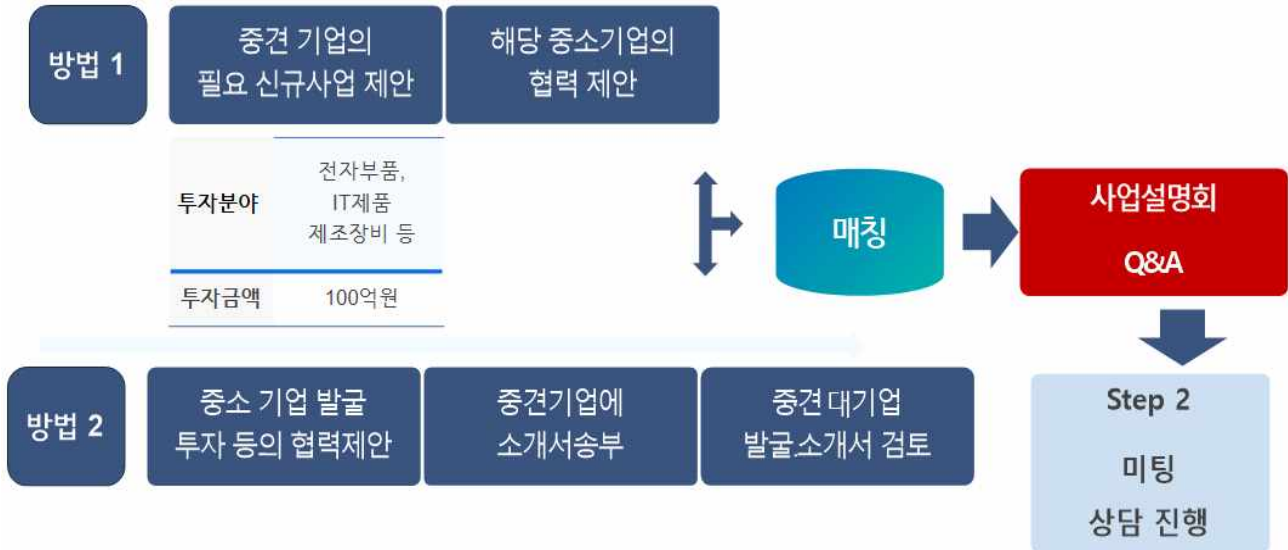 방법 1
중견 기업의
필요 신규사업 제안
해당 중소기업의
협력 제안
투자분야
전자부품,
IT제품
제조장비 등
투자금액
100억원
매칭
사업설명회
Q&A
방법 2
중소 기업 발굴
투자 등의 협력제안
중견기업에
소개서송부
중견 대기업
발굴.소개서 검토
Step 2
미팅
상담 진행